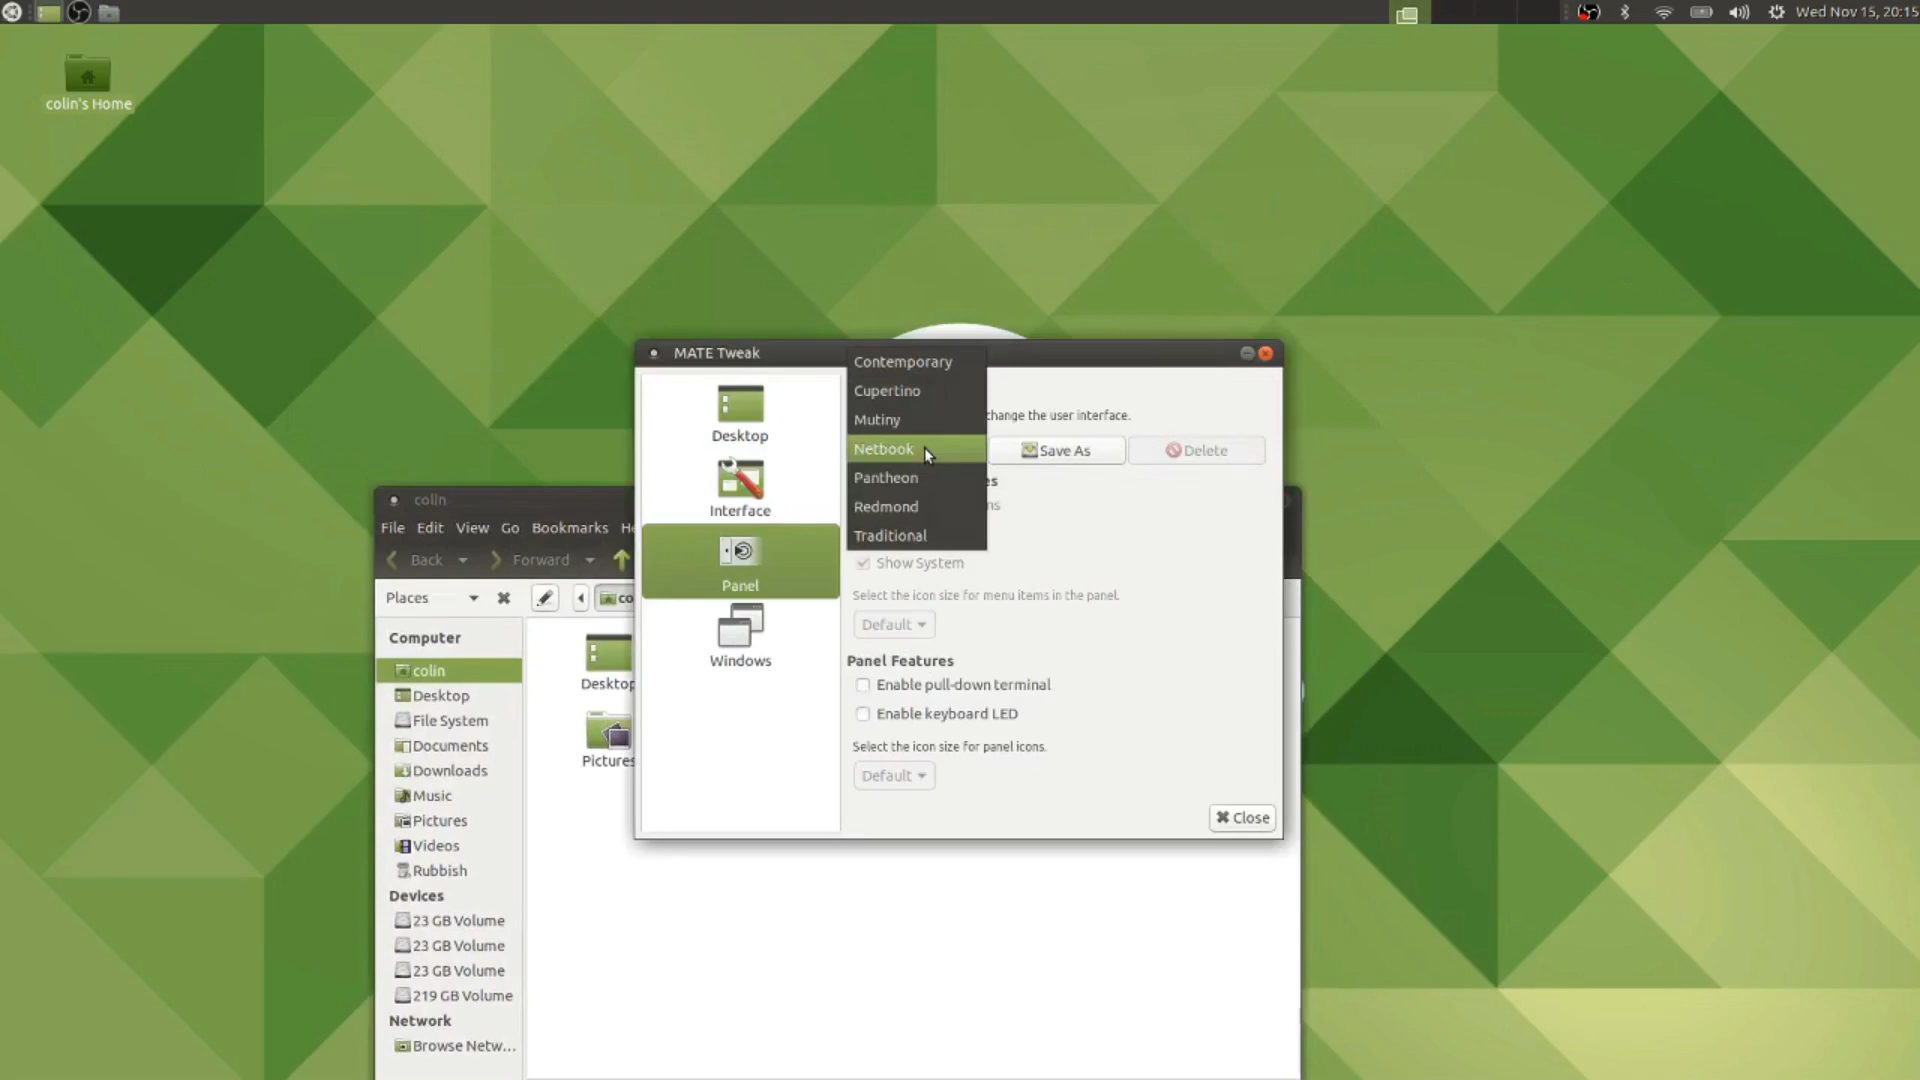 Wed Nov 15, 20:15
colin's Home
MATE Tweak
Contemporary
Cupertino
Mutiny
Netbook
Pantheon
Redmond
Traditional
change the user interface.
Save As
Delete
Desktop
Interface
Panel
Windows
Show System
Select the icon size for menu items in the panel.
Default
Panel Features
Enable pull-down terminal
Enable keyboard LED
Select the icon size for panel icons.
Default
Close
colin
File Edit View Go Bookmarks He
Back Forward
Places
co
Computer
colin
Desktop
File System
Documents
Downloads
Music
Pictures
Videos
Rubbish
Devices
23 GB Volume
23 GB Volume
23 GB Volume
219 GB Volume
Network
Browse Netw...
Desktop
Pictures